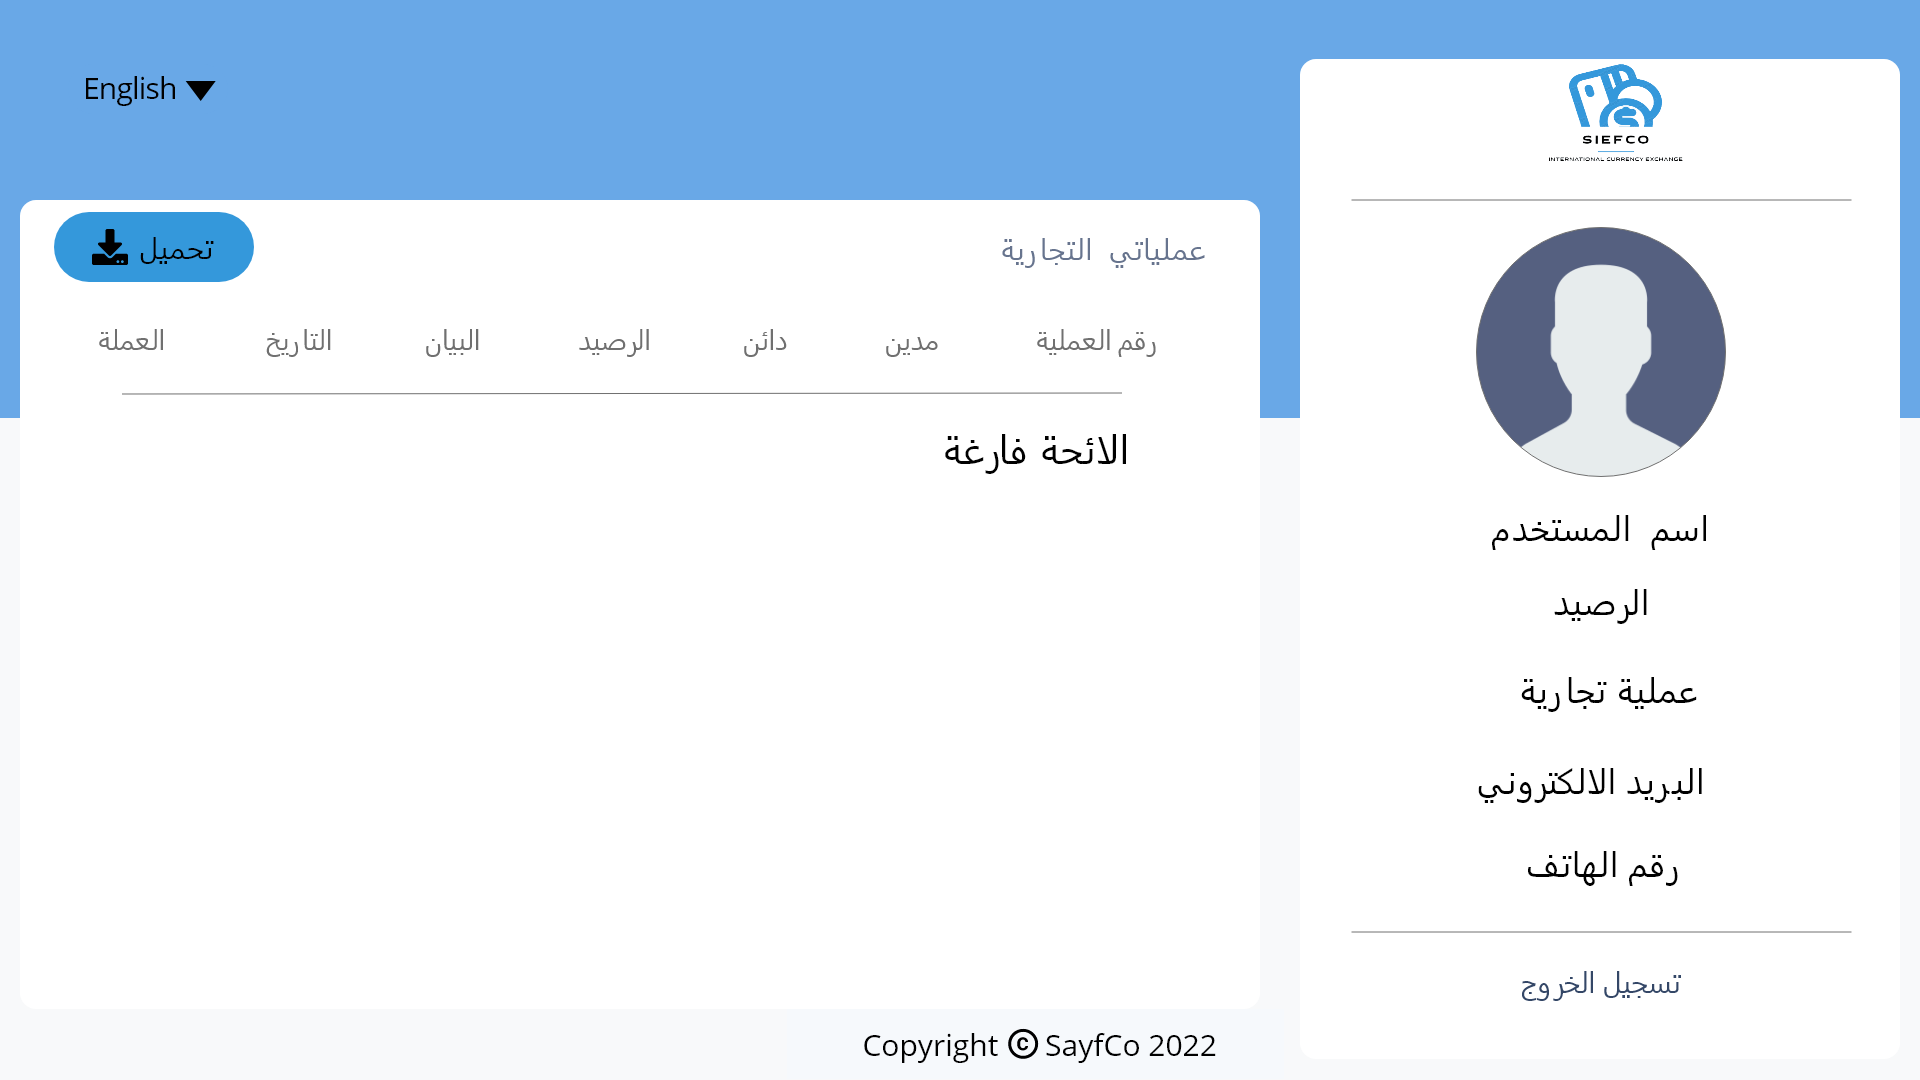 English
SIEFCO
INTERNATIONAL CURRENCY EXCHANGE
عملياتي التجارية
تحميل
رقم العملية مدين دائن الرصيد البيان التاريخ العملة
الائحة فارغة
اسم المستخدم
الرصيد
عملية تجارية
البريد الالكتروني
رقم الهاتف
تسجيل الخروج
Copyright © SayfCo 2022